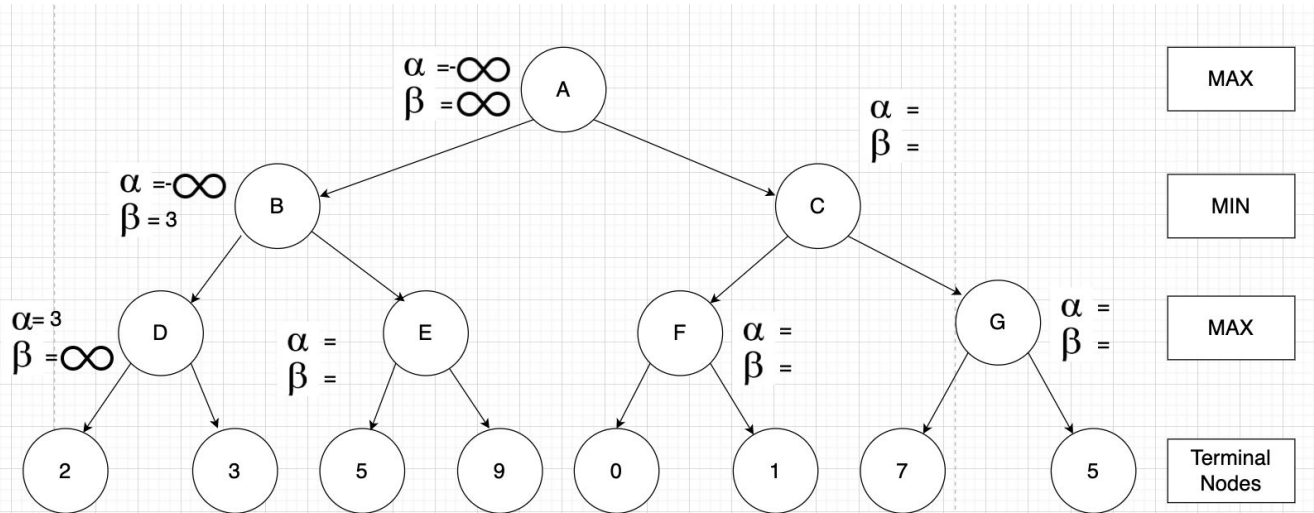 α =-∞
β =∞
A
MAX
α =
β =
α =-∞
β = 3
B
C
MIN
α= 3
β =∞
D
α =
β =
E
F
α =
β =
G
α =
β =
MAX
2
3
5
9
0
1
7
5
Terminal
Nodes